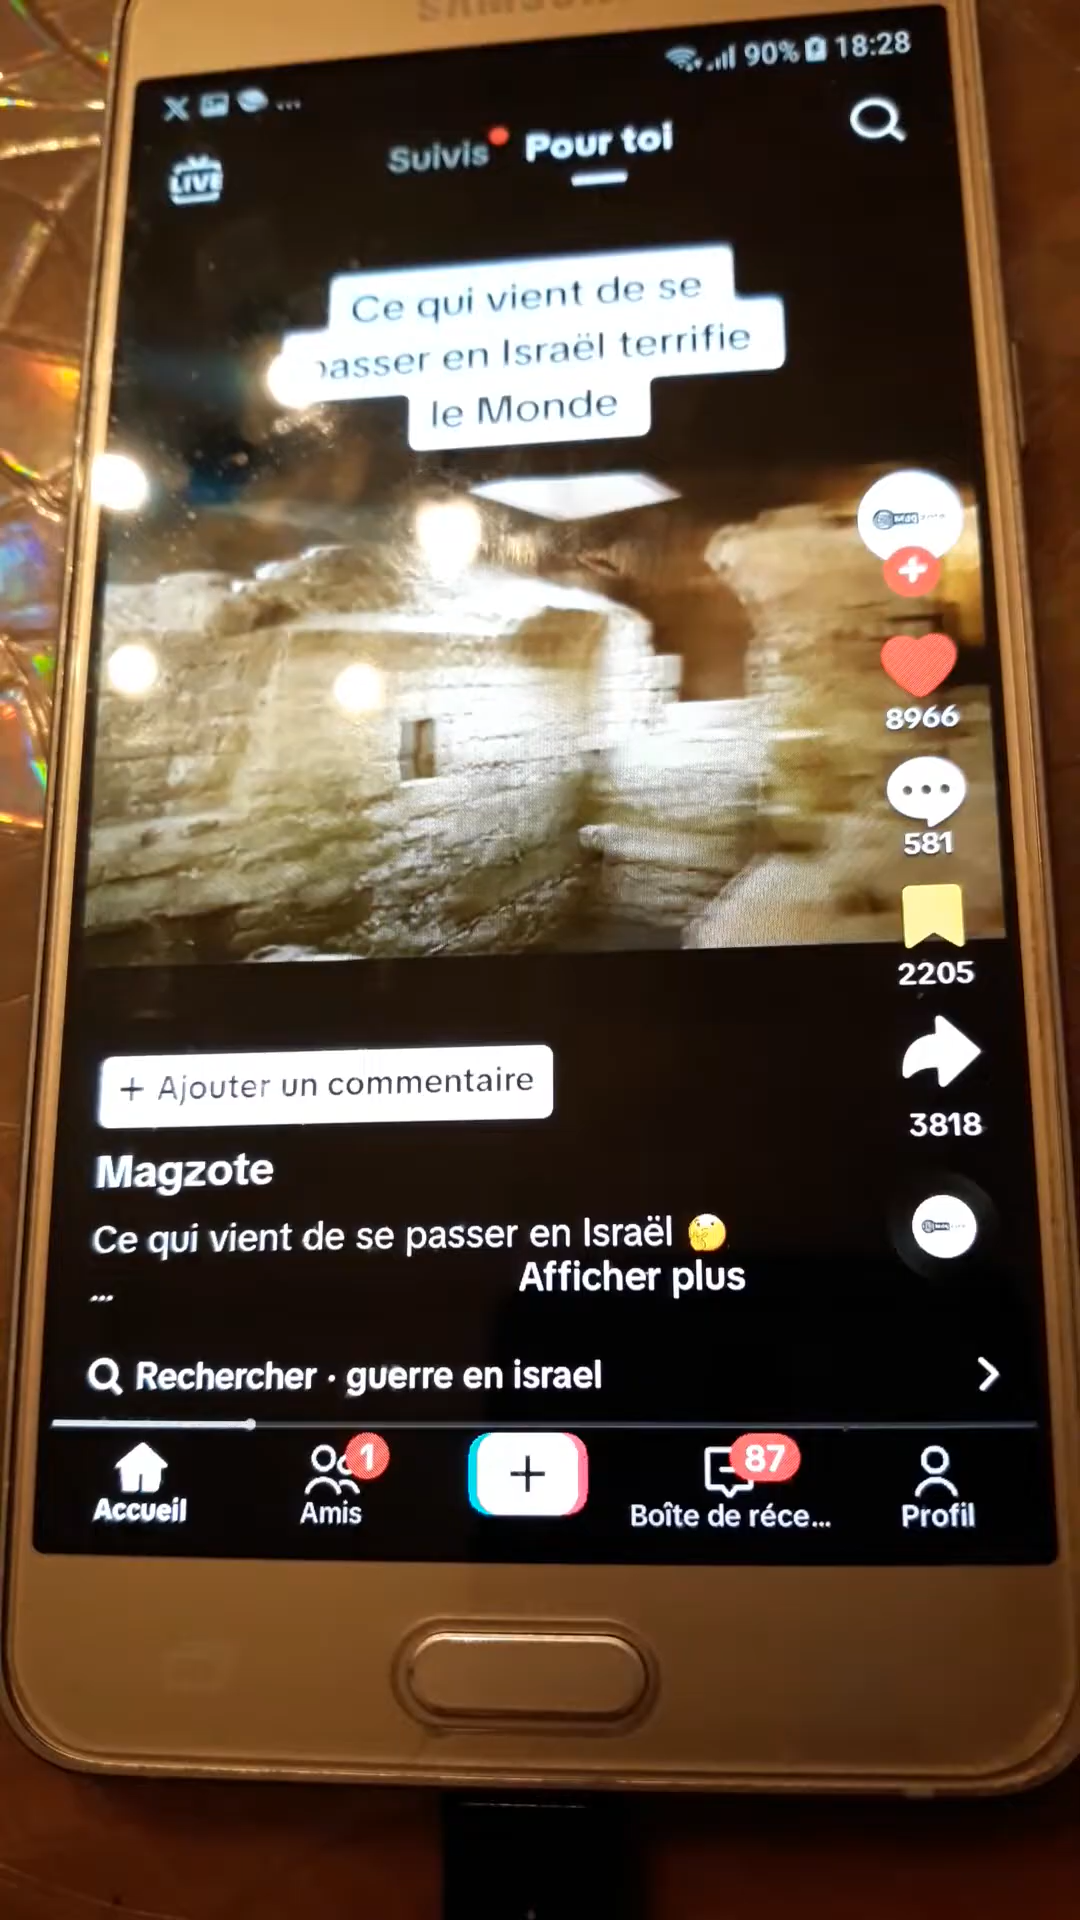 SAMSUNG
90% 18:28
LIVE
Suivis Pour toi
Ce qui vient de se
passer en Israël terrifie
le Monde
8966
581
2205
3818
+ Ajouter un commentaire
Magzote
Ce qui vient de se passer en Israël 🤔
... Afficher plus
Rechercher · guerre en israel
1
87
Accueil
Amis
Boîte de réce...
Profil